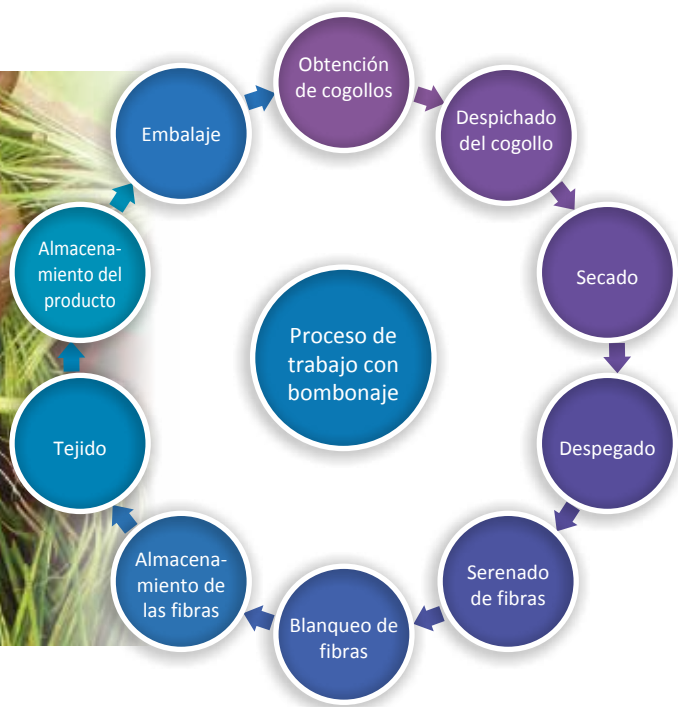 Obtención
de cogollos
Despichado
del cogollo
Secado
Despegado
Serenado
de fibras
Blanqueo de
fibras
Almacena-
miento de
las fibras
Tejido
Almacena-
miento del
producto
Embalaje
Proceso de
trabajo con
bombonaje